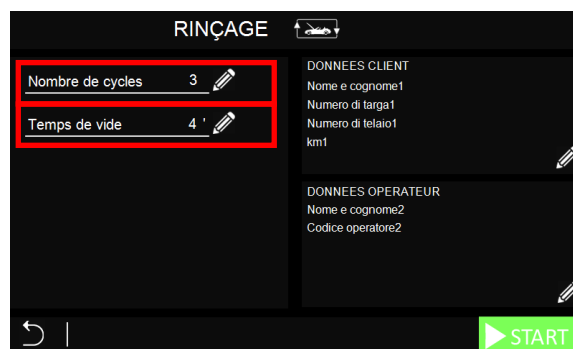 RINÇAGE
Nombre de cycles 3
Temps de vide 4 '
DONNEES CLIENT
Nome e cognome1
Numero di targa1
Numero di telaio1
km1
DONNEES OPERATEUR
Nome e cognome2
Codice operatore2
START